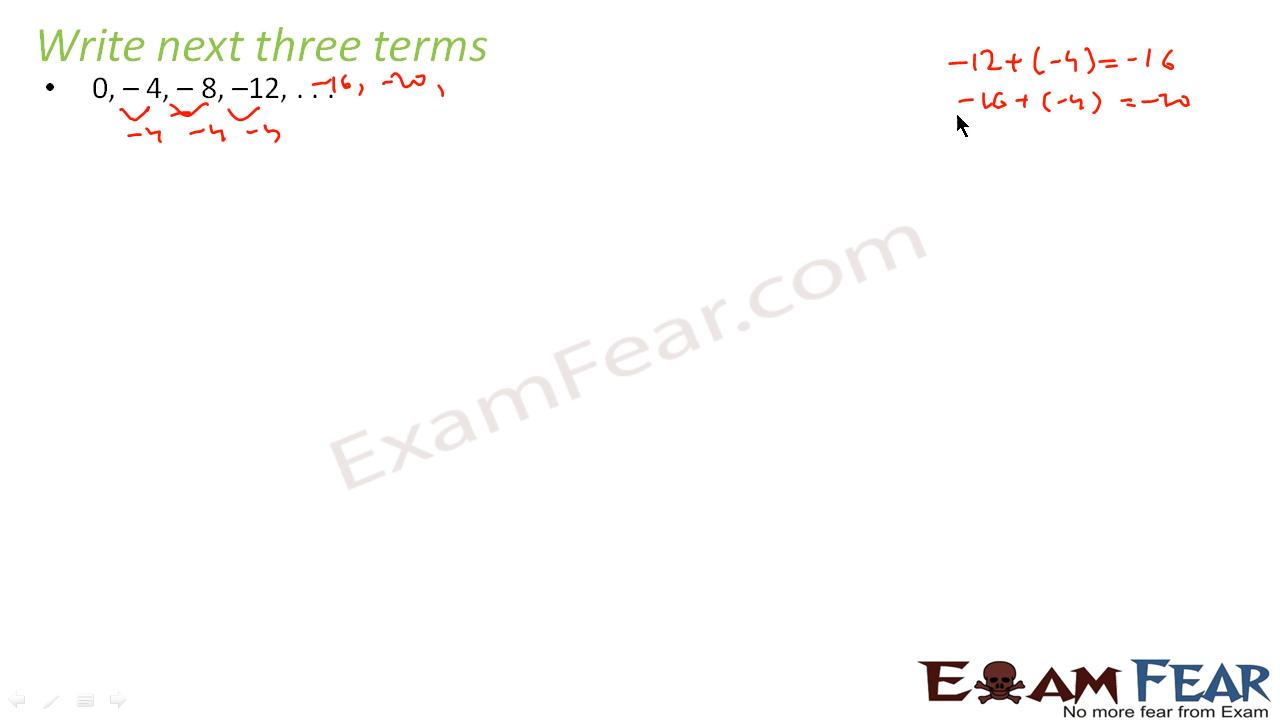 Write next three terms
• 0, – 4, – 8, –12, . . . -16, -20,
-4 -4 -4
-12 + (-4) = -16
-16 + (-4) = -20
ExamFear.com
EXAM FEAR
No more fear from Exam